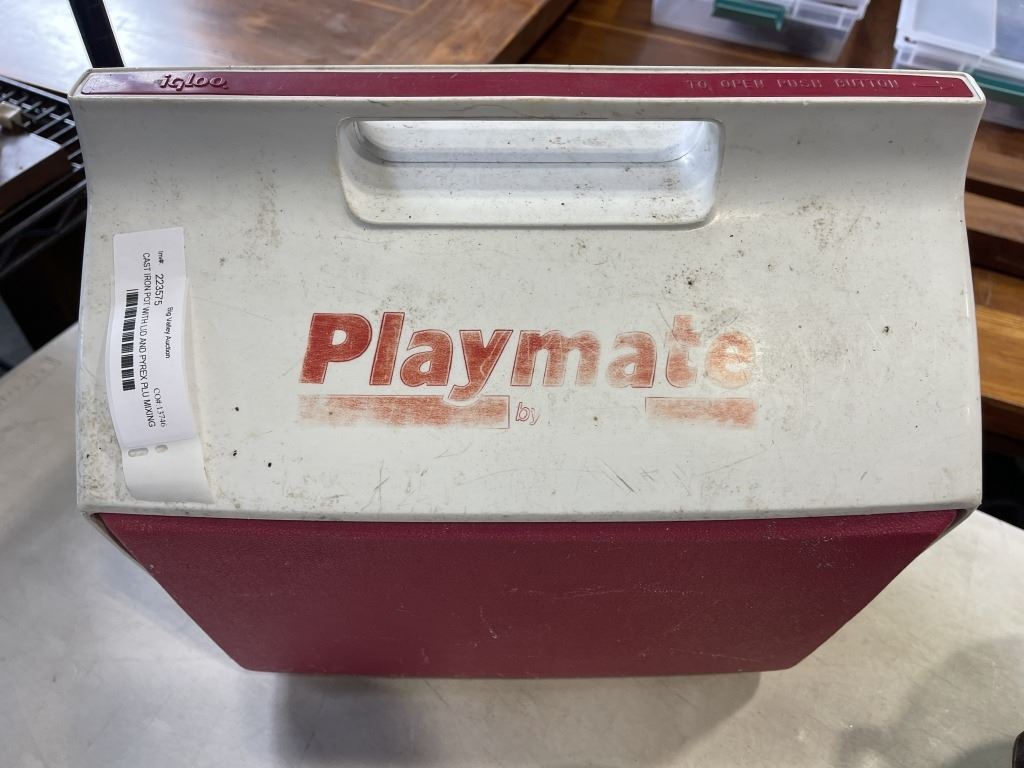 igloo
TO OPEN PUSH BUTTON
Inv#: 223575
Big Valley Auction
CO#:13746
CAST IRON POT WITH LID AND PYREX PLU MIXING
Playmate
by